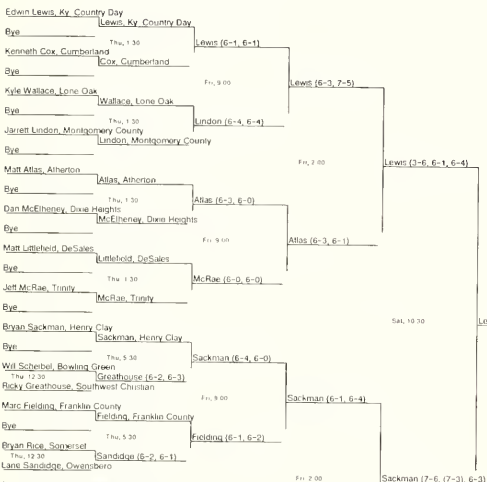 Edwin Lewis, Ky Country Day
Lewis, Ky Country Day
Bye
Thu, 1:30
Lewis (6-1, 6-1)
Kenneth Cox, Cumberland
Cox, Cumberland
Bye
Fri, 9:00
Lewis (6-3, 7-5)
Kyle Wallace, Lone Oak
Wallace, Lone Oak
Bye
Thu, 1:30
Lindon (6-4, 6-4)
Jarrett Lindon, Montgomery County
Lindon, Montgomery County
Bye
Fri, 2:00
Lewis (3-6, 6-1, 6-4)
Matt Atlas, Atherton
Atlas, Atherton
Bye
Thu, 1:30
Atlas (6-3, 6-0)
Dan McElheney, Dixie Heights
McElheney, Dixie Heights
Bye
Fri, 9:00
Atlas (6-3, 6-1)
Matt Littlefield, DeSales
Littlefield, DeSales
Bye
Thu, 1:30
McRae (6-0, 6-0)
Jeff McRae, Trinity
McRae, Trinity
Bye
Sat, 10:30
Le
Bryan Sackman, Henry Clay
Sackman, Henry Clay
Bye
Thu, 5:30
Sackman (6-4, 6-0)
Will Scheibel, Bowling Green
Thu, 12:30
Greathouse (6-2, 6-3)
Ricky Greathouse, Southwest Christian
Fri, 9:00
Sackman (6-1, 6-4)
Marc Fielding, Franklin County
Fielding, Franklin County
Bye
Thu, 5:30
Fielding (6-1, 6-2)
Bryan Rice, Somerset
Thu, 12:30
Sandidge (6-2, 6-1)
Lane Sandidge, Owensboro
Fri, 2:00
Sackman (7-6, (7-3), 6-3)